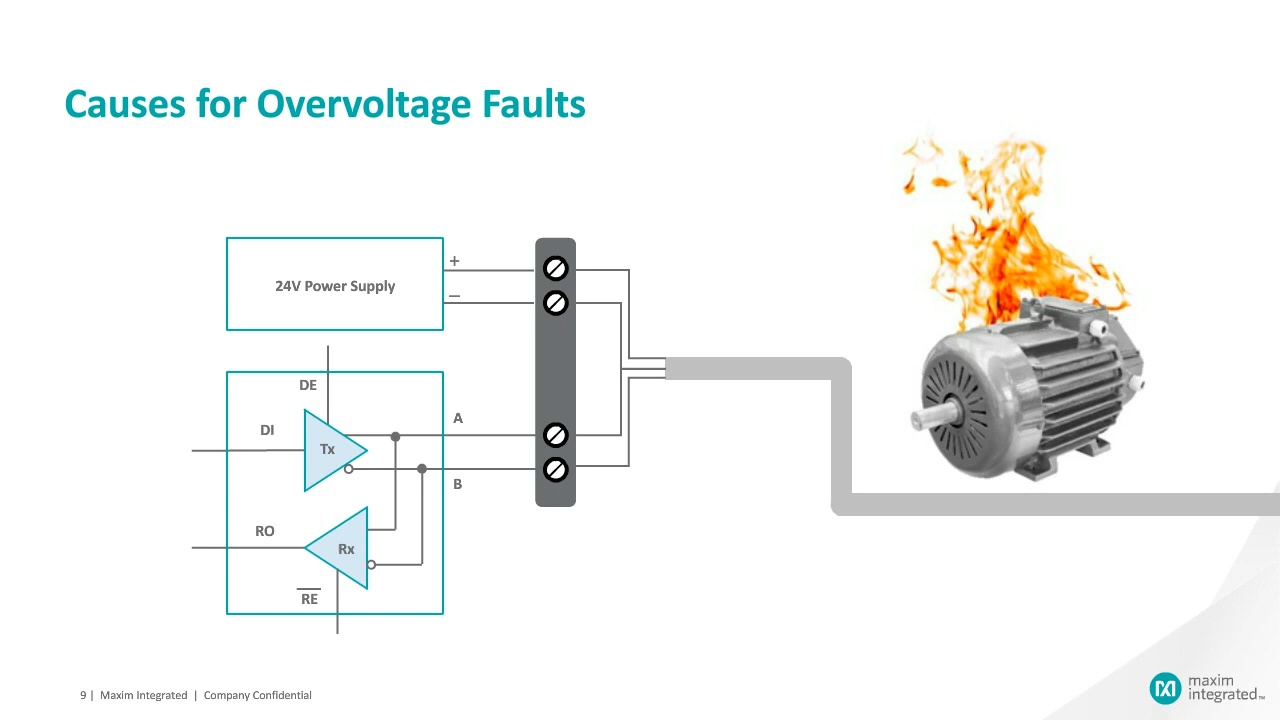 Causes for Overvoltage Faults
24V Power Supply
+
–
DE
DI
Tx
A
B
RO
Rx
RE
9 | Maxim Integrated | Company Confidential
maxim
integrated™